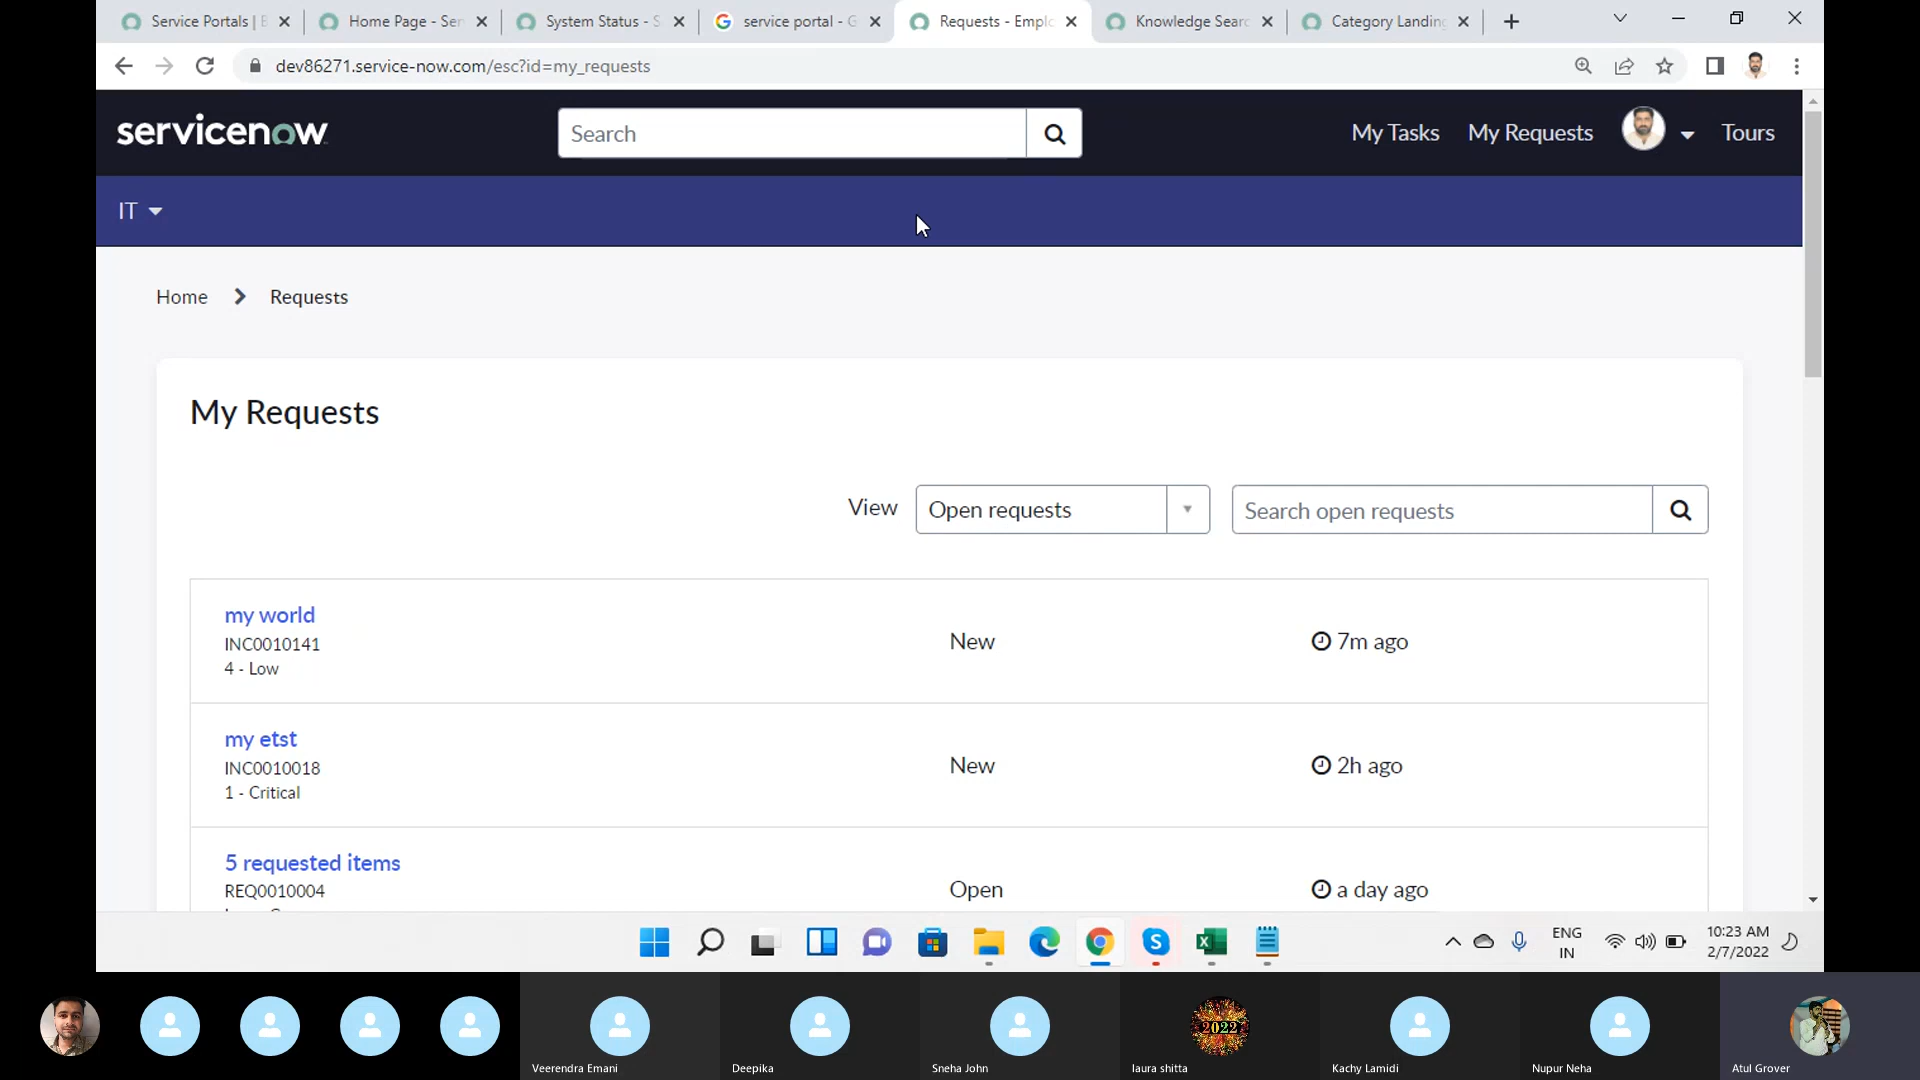 Service Portals | B
Home Page - Ser
System Status - S
service portal - G
Requests - Emplo
Knowledge Searc
Category Landing
dev86271.service-now.com/esc?id=my_requests
servicenow
Search
My Tasks
My Requests
Tours
IT
Home > Requests
My Requests
View
Open requests
Search open requests
my world
INC0010141
4 - Low
New
7m ago
my etst
INC0010018
1 - Critical
New
2h ago
5 requested items
REQ0010004
Open
a day ago
ENG
IN
10:23 AM
2/7/2022
2022
Veerendra Emani
Deepika
Sneha John
laura shitta
Kachy Lamidi
Nupur Neha
Atul Grover